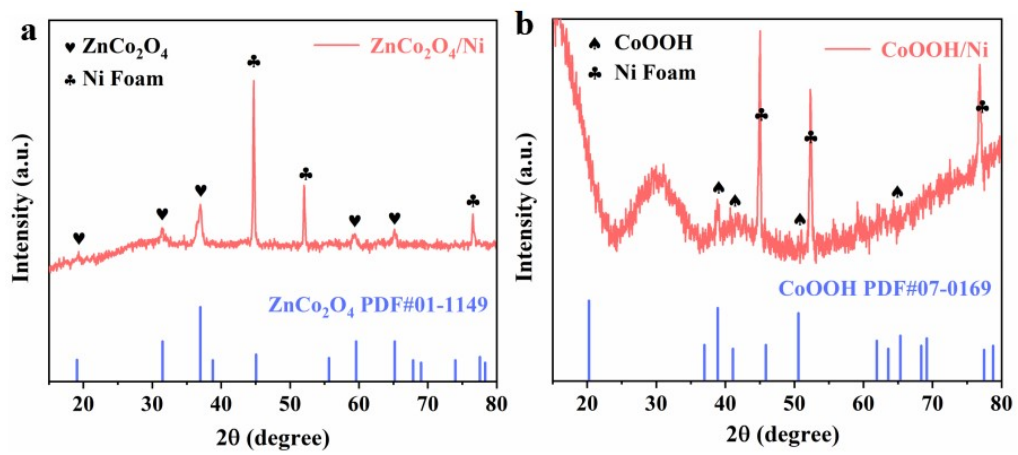 a
♥ ZnCo₂O₄
♣ Ni Foam
ZnCo₂O₄/Ni
ZnCo₂O₄ PDF#01-1149
Intensity (a.u.)
20 30 40 50 60 70 80
2θ (degree)
b
♠ CoOOH
♣ Ni Foam
CoOOH/Ni
CoOOH PDF#07-0169
Intensity (a.u.)
20 30 40 50 60 70 80
2θ (degree)